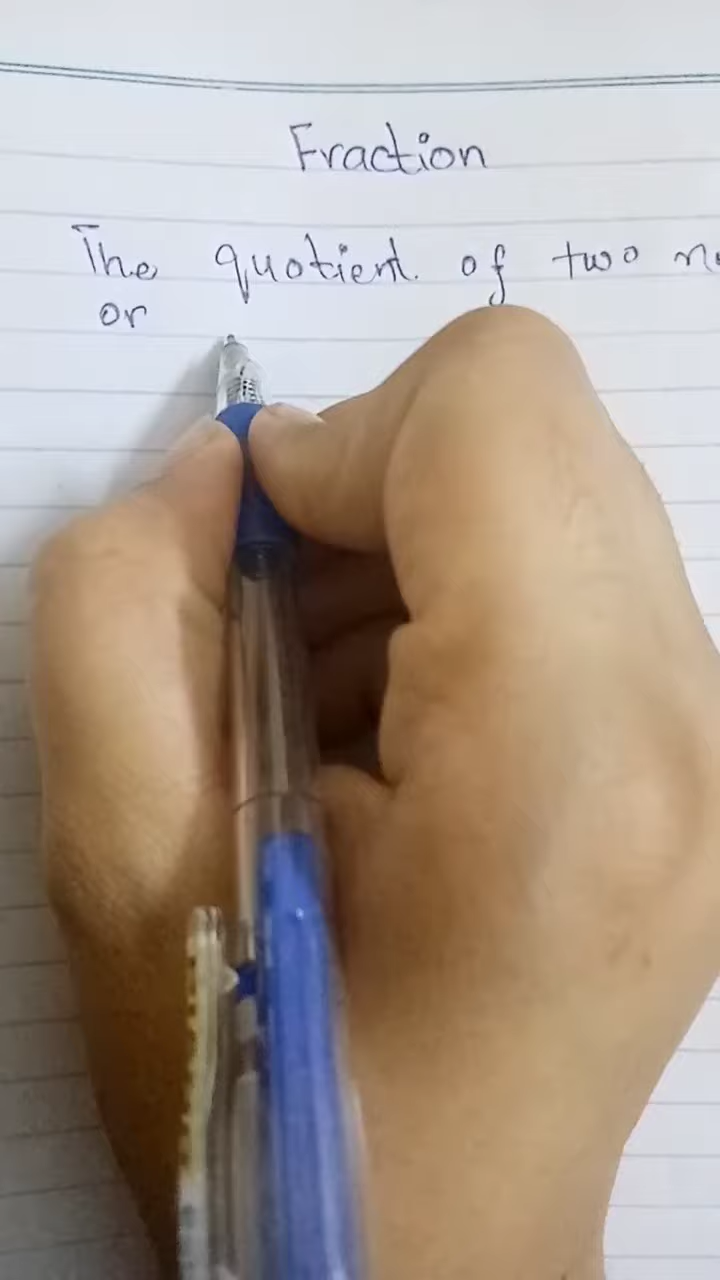 Fraction
The quotient of two
or